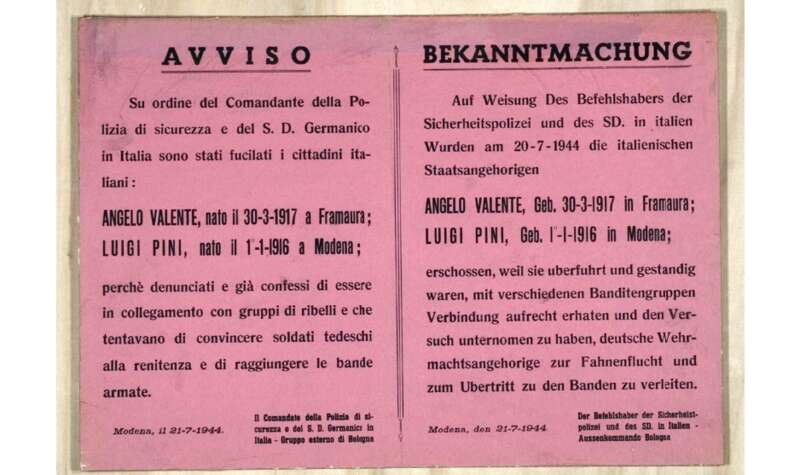 AVVISO
Su ordine del Comandante della Po-
lizia di sicurezza e del S. D. Germanico
in Italia sono stati fucilati i cittadini ita-
liani :
ANGELO VALENTE, nato il 30-3-1917 a Framaura;
LUIGI PINI, nato il 1°-1-1916 a Modena;
perchè denunciati e già confessi di essere
in collegamento con gruppi di ribelli e che
tentavano di convincere soldati tedeschi
alla renitenza e di raggiungere le bande
armate.
Modena, il 21-7-1944.
Il Comandate della Polizia di si-
curezza e del S. D. Germanico in
Italia - Gruppo esterno di Bologna
BEKANNTMACHUNG
Auf Weisung Des Befehlshabers der
Sicherheitspolizei und des SD. in italien
Wurden am 20-7-1944 die italienischen
Staatsangehorigen
ANGELO VALENTE, Geb. 30-3-1917 in Framaura;
LUIGI PINI, Geb. 1°-1-1916 in Modena;
erschossen, weil sie uberfuhrt und gestandig
waren, mit verschiedenen Banditengruppen
Verbindung aufrecht erhaten und den Ver-
such unternomen zu haben, deutsche Wehr-
machtsangehorige zur Fahnenflucht und
zum Ubertritt zu den Banden zu verleiten.
Modena, den 21-7-1944.
Der Befehlshaber der Sicherheist-
polizei und des SD. in Italien -
Aussenkommando Bologna